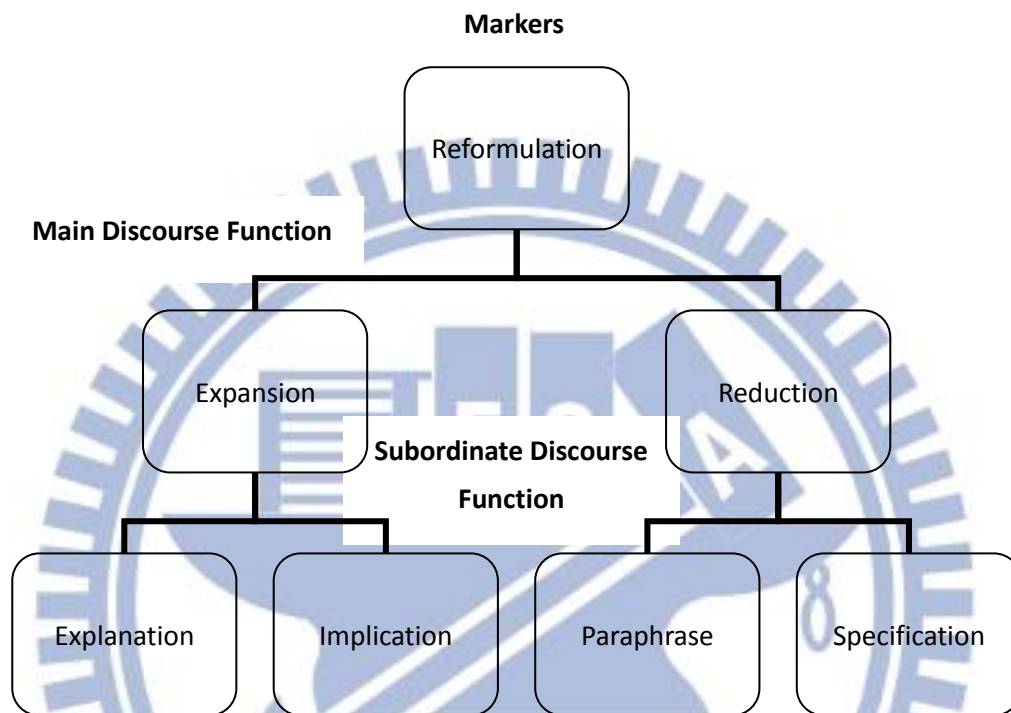 Markers
Reformulation
Main Discourse Function
Expansion
Reduction
Subordinate Discourse
Function
Explanation
Implication
Paraphrase
Specification